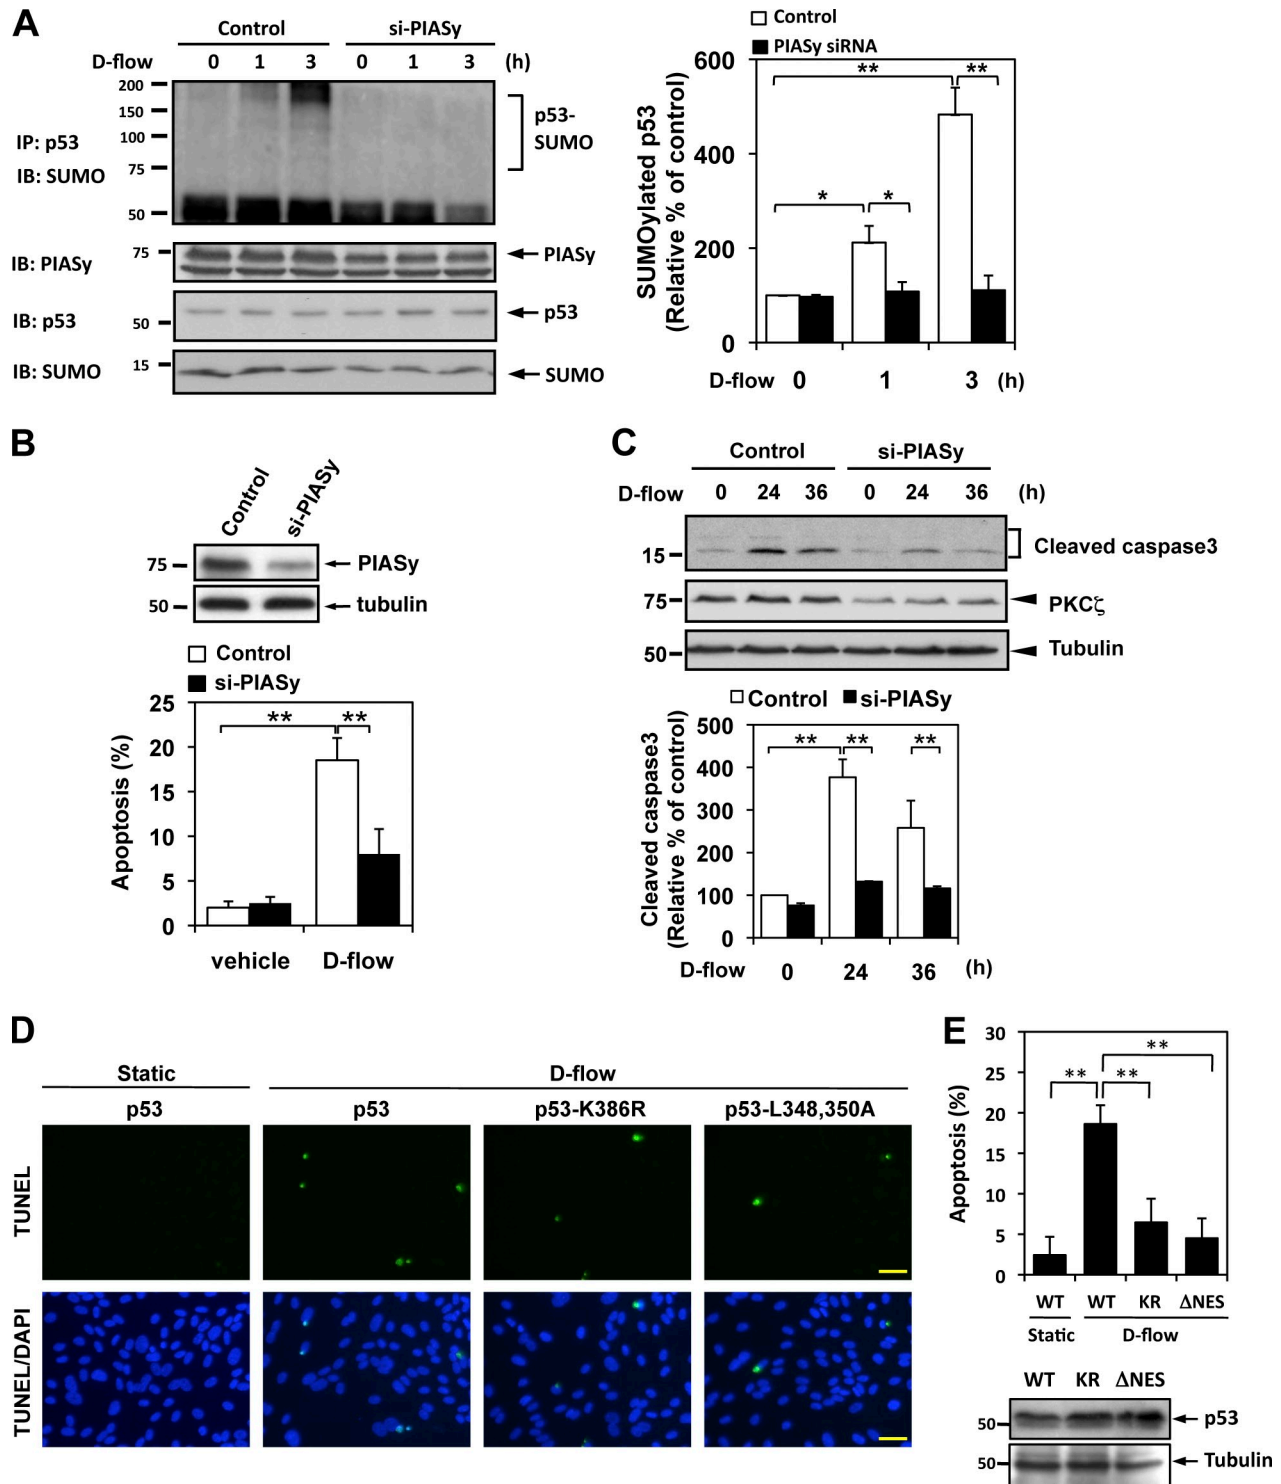 A
Control si-PIASy
D-flow 0 1 3 0 1 3 (h)
200
150
100
75
50
IP: p53
IB: SUMO
p53-
SUMO
IB: PIASy 75 PIASy
IB: p53 50 p53
IB: SUMO 15 SUMO
Control
PIASy siRNA
SUMOylated p53
(Relative % of control)
600
400
200
0
** **
* *
D-flow 0 1 3 (h)
B
Control si-PIASy
75 PIASy
50 tubulin
Control
si-PIASy
Apoptosis (%)
25
20
15
10
5
0
** **
vehicle D-flow
C
Control si-PIASy
D-flow 0 24 36 0 24 36 (h)
15 Cleaved caspase3
75 PKCζ
50 Tubulin
Control si-PIASy
Cleaved caspase3
(Relative % of control)
500
400
300
200
100
0
** ** **
D-flow 0 24 36 (h)
D
Static D-flow
p53 p53 p53-K386R p53-L348,350A
TUNEL
TUNEL/DAPI
E
Apoptosis (%)
30
25
20
15
10
5
0
**
** **
WT WT KR ΔNES
Static D-flow
WT KR ΔNES
50 p53
50 Tubulin